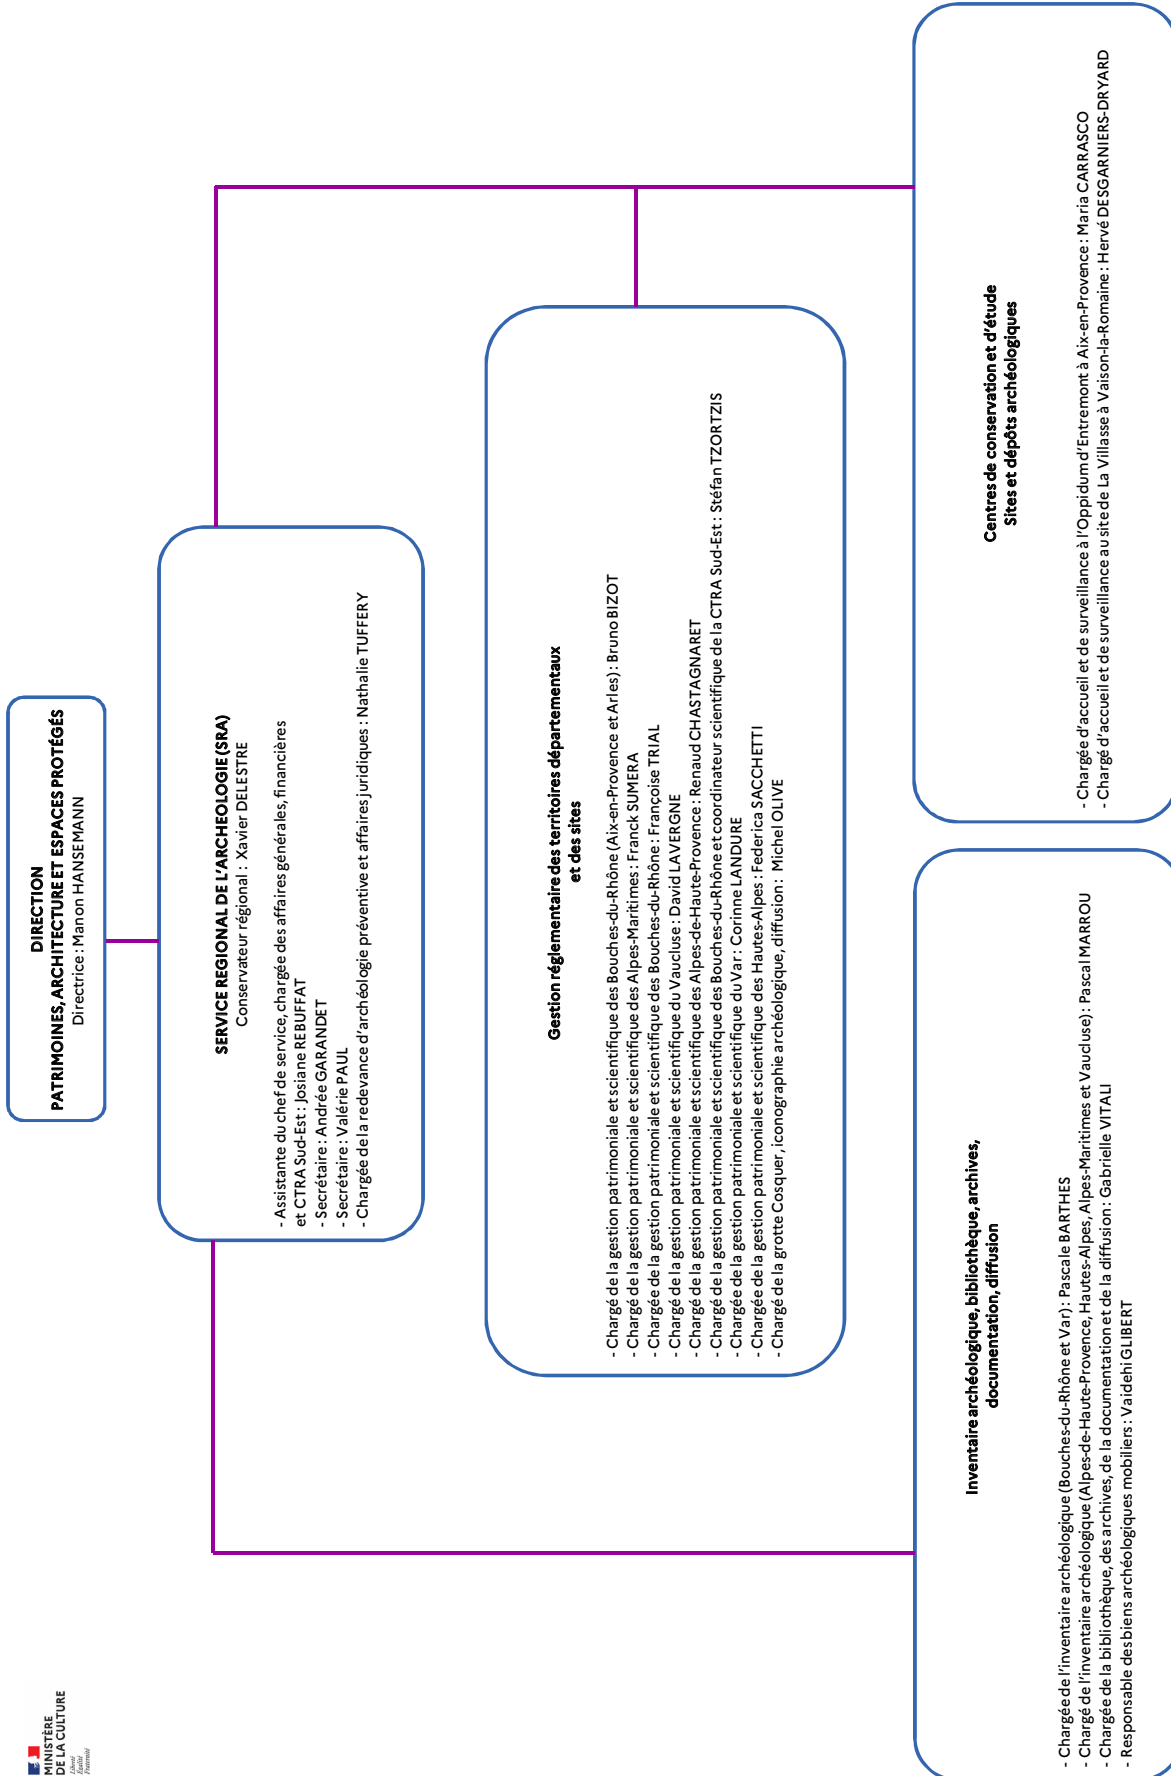 MINISTÈRE
DE LA CULTURE
Liberté
Égalité
Fraternité
DIRECTION
PATRIMOINES, ARCHITECTURE ET ESPACES PROTÉGÉS
Directrice : Manon HANSEMANN
SERVICE REGIONAL DE L'ARCHEOLOGIE (SRA)
Conservateur régional : Xavier DELESTRE
- Assistante du chef de service, chargée des affaires générales, financières
et CTRA Sud-Est : Josiane REBUFFAT
- Secrétaire : Andrée GARANDET
- Secrétaire : Valérie PAUL
- Chargée de la redevance d'archéologie préventive et affaires juridiques : Nathalie TUFFERY
Gestion réglementaire des territoires départementaux
et des sites
- Chargé de la gestion patrimoniale et scientifique des Bouches-du-Rhône (Aix-en-Provence et Arles) : Bruno BIZOT
- Chargé de la gestion patrimoniale et scientifique des Alpes-Maritimes : Franck SUMERA
- Chargée de la gestion patrimoniale et scientifique des Bouches-du-Rhône : Françoise TRIAL
- Chargé de la gestion patrimoniale et scientifique du Vaucluse : David LAVERGNE
- Chargé de la gestion patrimoniale et scientifique des Alpes-de-Haute-Provence : Renaud CHASTAGNARET
- Chargé de la gestion patrimoniale et scientifique des Bouches-du-Rhône et coordinateur scientifique de la CTRA Sud-Est : Stéfan TZORTZIS
- Chargée de la gestion patrimoniale et scientifique du Var : Corinne LANDURE
- Chargée de la gestion patrimoniale et scientifique des Hautes-Alpes : Federica SACCHETTI
- Chargé de la grotte Cosquer, iconographie archéologique, diffusion : Michel OLIVE
Inventaire archéologique, bibliothèque, archives,
documentation, diffusion
- Chargée de l'inventaire archéologique (Bouches-du-Rhône et Var) : Pascale BARTHES
- Chargé de l'inventaire archéologique (Alpes-de-Haute-Provence, Hautes-Alpes, Alpes-Maritimes et Vaucluse) : Pascal MARROU
- Chargée de la bibliothèque, des archives, de la documentation et de la diffusion : Gabrielle VITALI
- Responsable des biens archéologiques mobiliers : Vaidehi GLIBERT
Centres de conservation et d'étude
Sites et dépôts archéologiques
- Chargée d'accueil et de surveillance à l'Oppidum d'Entremont à Aix-en-Provence : Maria CARRASCO
- Chargé d'accueil et de surveillance au site de La Villasse à Vaison-la-Romaine : Hervé DESGARNIERS-DRYARD